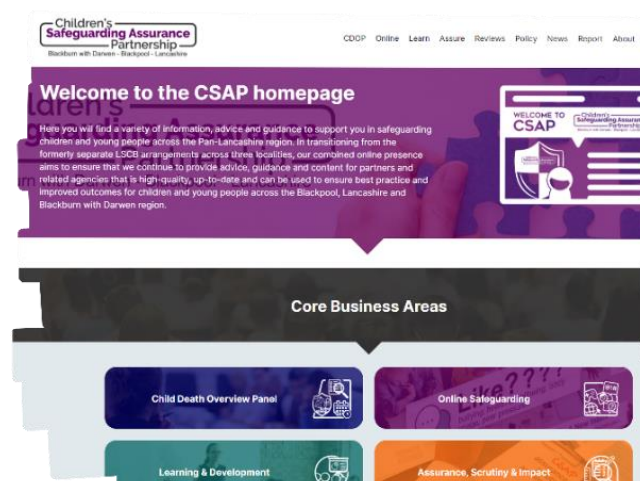 Children's
Safeguarding Assurance
Partnership
Blackburn with Darwen - Blackpool - Lancashire
CDOP Online Learn Assure Reviews Policy News Report About
Welcome to the CSAP homepage
Here you will find a variety of information, advice and guidance to support you in safeguarding
children and young people across the Pan-Lancashire region. In transitioning from the
formerly separate LSCB arrangements across three localities, our combined online presence
aims to ensure that we continue to provide advice, guidance and content for partners and
related agencies that is high-quality, up-to-date and can be used to ensure best practice and
improved outcomes for children and young people across the Blackpool, Lancashire and
Blackburn with Darwen region.
WELCOME TO
CSAP
Children's
Safeguarding Assurance
Partnership
Core Business Areas
Child Death Overview Panel
Online Safeguarding
Like????
Learning & Development
Assurance, Scrutiny & Impact